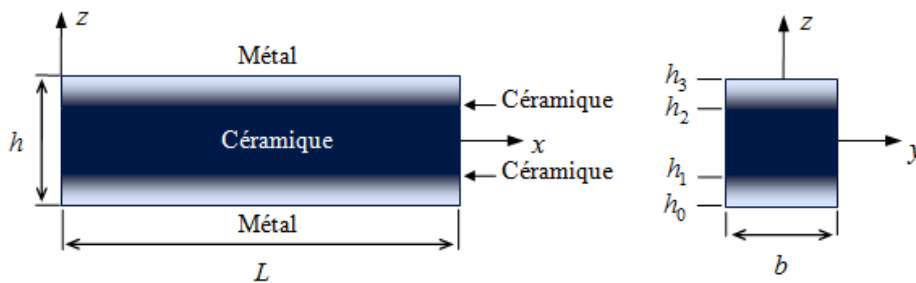 z
Métal
Céramique
h
Céramique
x
Céramique
Métal
L
z
h3
h2
y
h1
h0
b